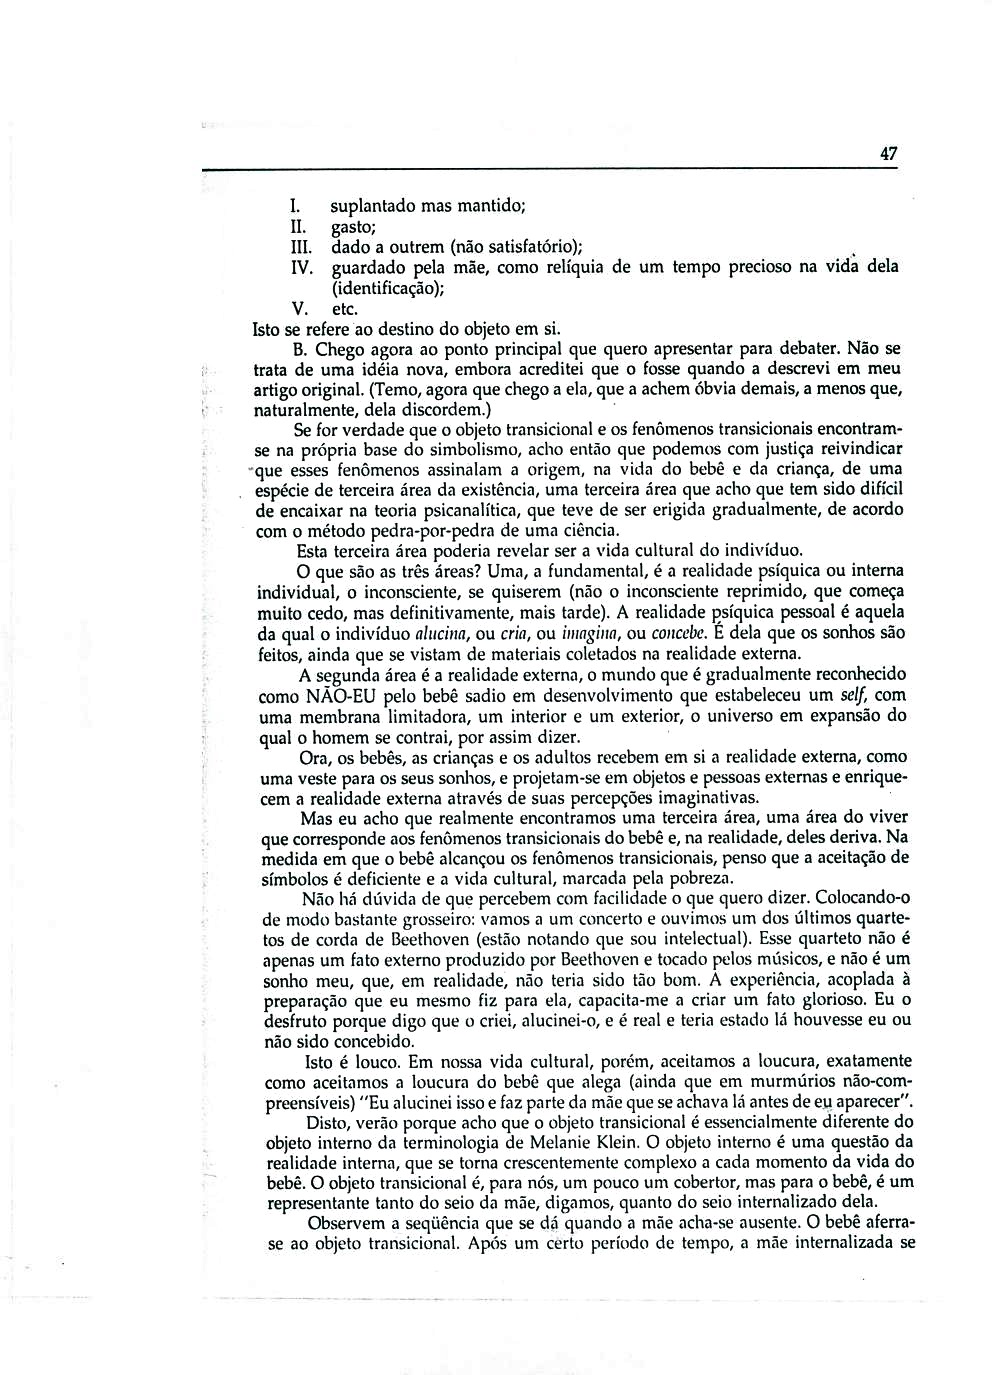 47
I. suplantado mas mantido;
II. gasto;
III. dado a outrem (não satisfatório);
IV. guardado pela mãe, como relíquia de um tempo precioso na vida dela
(identificação);
V. etc.
Isto se refere ao destino do objeto em si.
B. Chego agora ao ponto principal que quero apresentar para debater. Não se
trata de uma idéia nova, embora acreditei que o fosse quando a descrevi em meu
artigo original. (Temo, agora que chego a ela, que a achem óbvia demais, a menos que,
naturalmente, dela discordem.)
Se for verdade que o objeto transicional e os fenômenos transicionais encontram-
se na própria base do simbolismo, acho então que podemos com justiça reivindicar
que esses fenômenos assinalam a origem, na vida do bebê e da criança, de uma
espécie de terceira área da existência, uma terceira área que acho que tem sido difícil
de encaixar na teoria psicanalítica, que teve de ser erigida gradualmente, de acordo
com o método pedra-por-pedra de uma ciência.
Esta terceira área poderia revelar ser a vida cultural do indivíduo.
O que são as três áreas? Uma, a fundamental, é a realidade psíquica ou interna
individual, o inconsciente, se quiserem (não o inconsciente reprimido, que começa
muito cedo, mas definitivamente, mais tarde). A realidade psíquica pessoal é aquela
da qual o indivíduo alucina, ou cria, ou imagina, ou concebe. É dela que os sonhos são
feitos, ainda que se vistam de materiais coletados na realidade externa.
A segunda área é a realidade externa, o mundo que é gradualmente reconhecido
como NÃO-EU pelo bebê sadio em desenvolvimento que estabeleceu um self, com
uma membrana limitadora, um interior e um exterior, o universo em expansão do
qual o homem se contrai, por assim dizer.
Ora, os bebês, as crianças e os adultos recebem em si a realidade externa, como
uma veste para os seus sonhos, e projetam-se em objetos e pessoas externas e enrique-
cem a realidade externa através de suas percepções imaginativas.
Mas eu acho que realmente encontramos uma terceira área, uma área do viver
que corresponde aos fenômenos transicionais do bebê e, na realidade, deles deriva. Na
medida em que o bebê alcançou os fenômenos transicionais, penso que a aceitação de
símbolos é deficiente e a vida cultural, marcada pela pobreza.
Não há dúvida de que percebem com facilidade o que quero dizer. Colocando-o
de modo bastante grosseiro: vamos a um concerto e ouvimos um dos últimos quarte-
tos de corda de Beethoven (estão notando que sou intelectual). Esse quarteto não é
apenas um fato externo produzido por Beethoven e tocado pelos músicos, e não é um
sonho meu, que, em realidade, não teria sido tão bom. A experiência, acoplada à
preparação que eu mesmo fiz para ela, capacita-me a criar um fato glorioso. Eu o
desfruto porque digo que o criei, alucinei-o, e é real e teria estado lá houvesse eu ou
não sido concebido.
Isto é louco. Em nossa vida cultural, porém, aceitamos a loucura, exatamente
como aceitamos a loucura do bebê que alega (ainda que em murmúrios não-com-
preensíveis) "Eu alucinei isso e faz parte da mãe que se achava lá antes de eu aparecer".
Disto, verão porque acho que o objeto transicional é essencialmente diferente do
objeto interno da terminologia de Melanie Klein. O objeto interno é uma questão da
realidade interna, que se torna crescentemente complexo a cada momento da vida do
bebê. O objeto transicional é, para nós, um pouco um cobertor, mas para o bebê, é um
representante tanto do seio da mãe, digamos, quanto do seio internalizado dela.
Observem a seqüência que se dá quando a mãe acha-se ausente. O bebê aferra-
se ao objeto transicional. Após um certo período de tempo, a mãe internalizada se